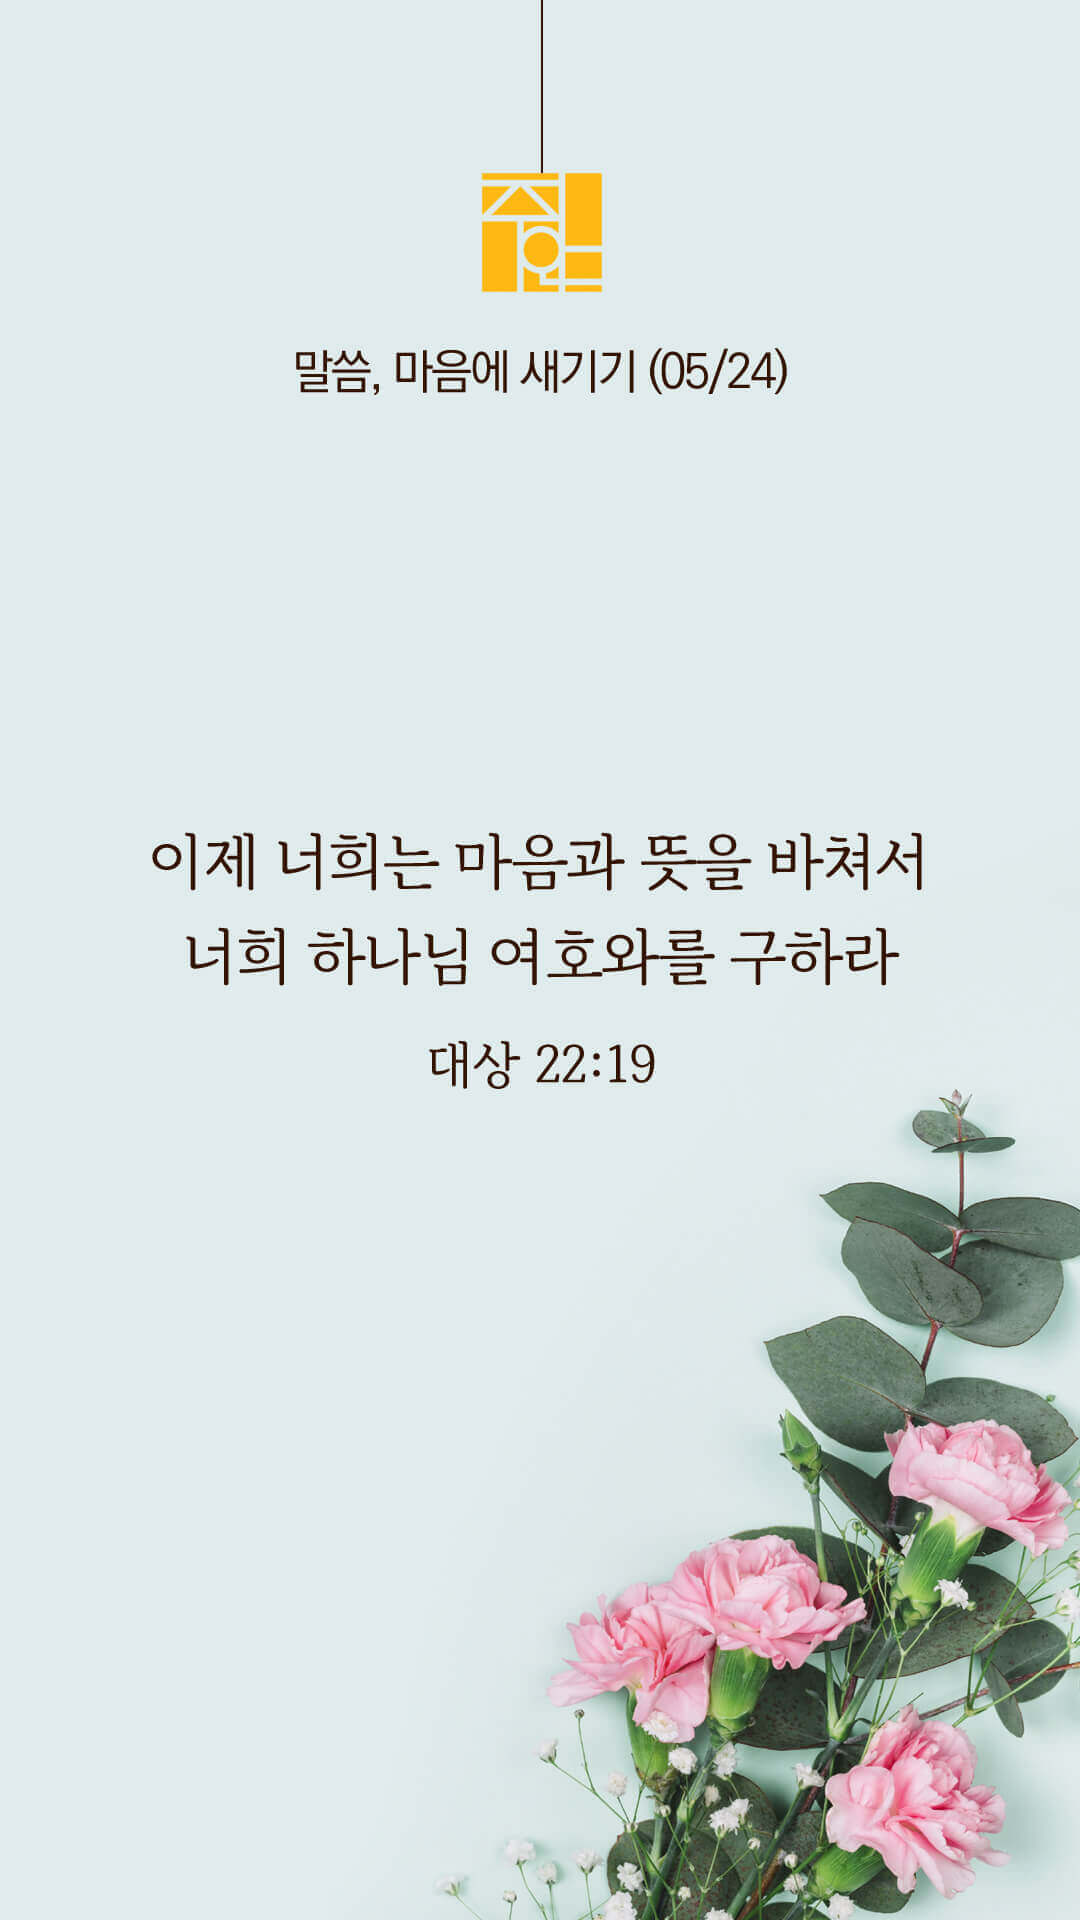 주안
말씀, 마음에 새기기 (05/24)
이제 너희는 마음과 뜻을 바쳐서
너희 하나님 여호와를 구하라
대상 22:19